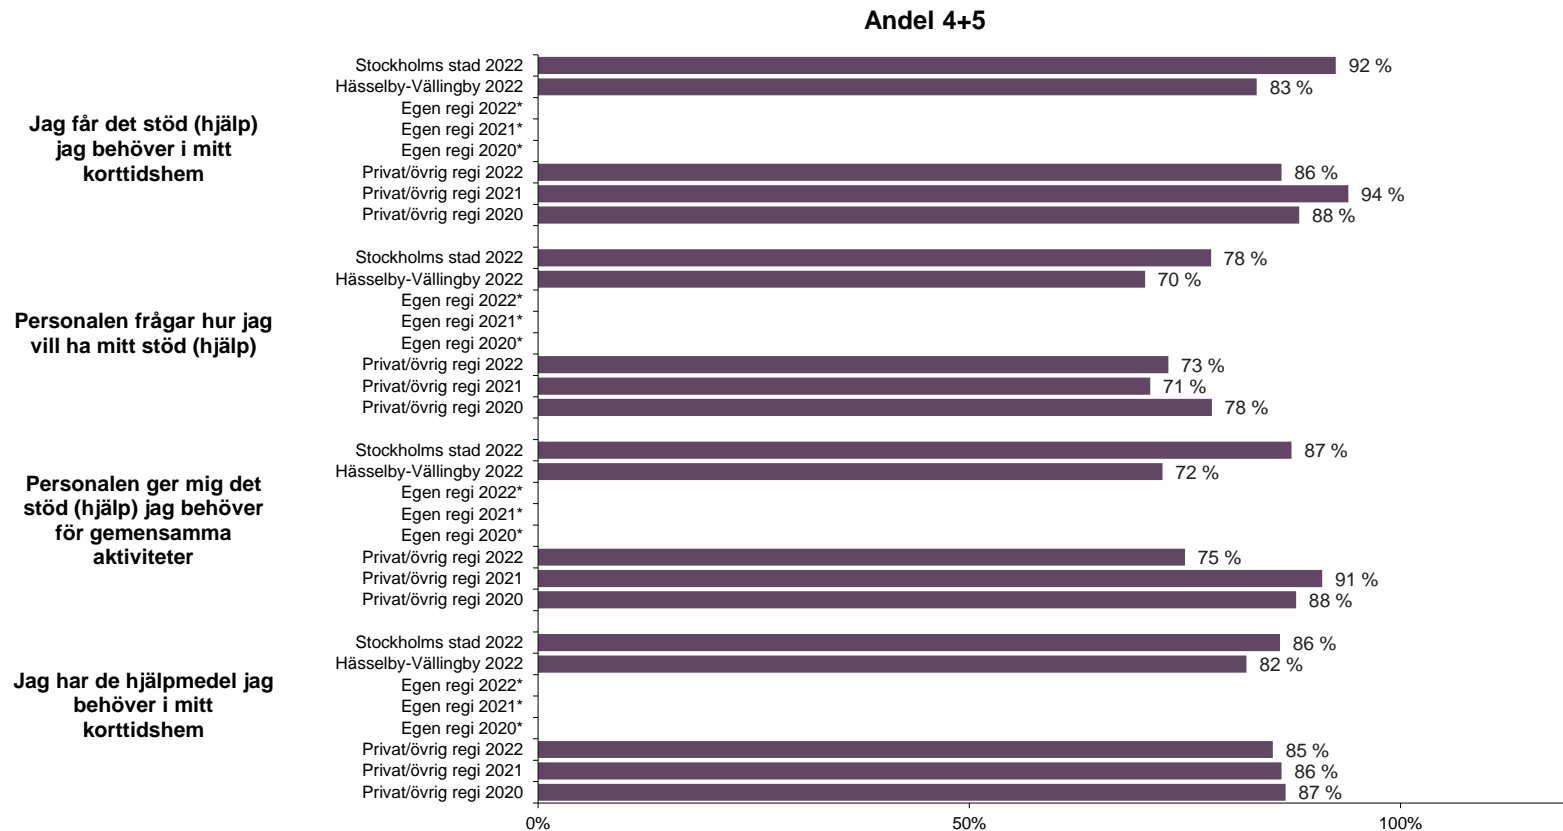 Andel 4+5
Jag får det stöd (hjälp)
jag behöver i mitt
korttidshem
Stockholms stad 2022 92 %
Hässelby-Vällingby 2022 83 %
Egen regi 2022*
Egen regi 2021*
Egen regi 2020*
Privat/övrig regi 2022 86 %
Privat/övrig regi 2021 94 %
Privat/övrig regi 2020 88 %
Personalen frågar hur jag
vill ha mitt stöd (hjälp)
Stockholms stad 2022 78 %
Hässelby-Vällingby 2022 70 %
Egen regi 2022*
Egen regi 2021*
Egen regi 2020*
Privat/övrig regi 2022 73 %
Privat/övrig regi 2021 71 %
Privat/övrig regi 2020 78 %
Personalen ger mig det
stöd (hjälp) jag behöver
för gemensamma
aktiviteter
Stockholms stad 2022 87 %
Hässelby-Vällingby 2022 72 %
Egen regi 2022*
Egen regi 2021*
Egen regi 2020*
Privat/övrig regi 2022 75 %
Privat/övrig regi 2021 91 %
Privat/övrig regi 2020 88 %
Jag har de hjälpmedel jag
behöver i mitt
korttidshem
Stockholms stad 2022 86 %
Hässelby-Vällingby 2022 82 %
Egen regi 2022*
Egen regi 2021*
Egen regi 2020*
Privat/övrig regi 2022 85 %
Privat/övrig regi 2021 86 %
Privat/övrig regi 2020 87 %
0% 50% 100%